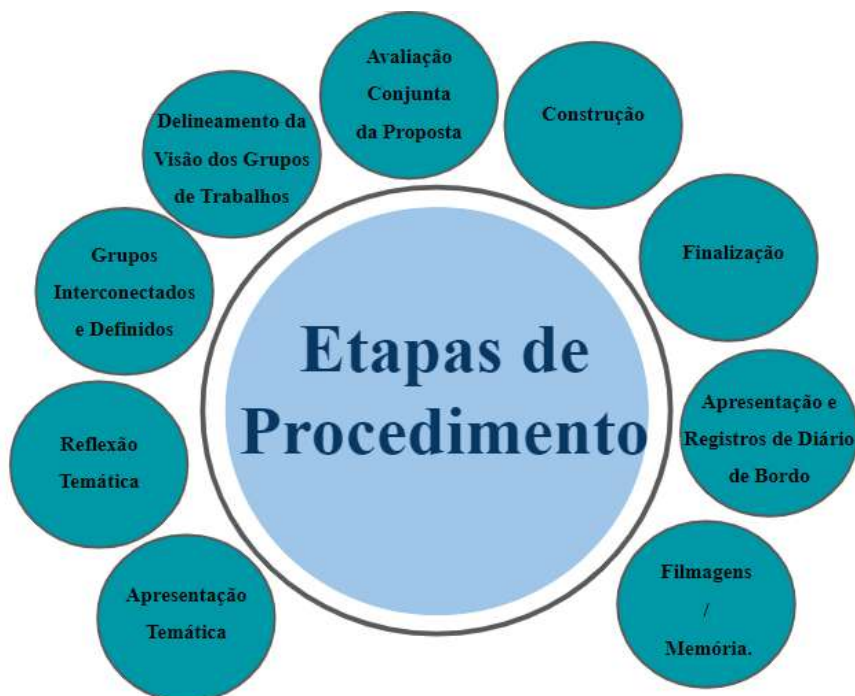 Etapas de
Procedimento
Apresentação
Temática
Reflexão
Temática
Grupos
Interconectados
e Definidos
Delineamento da
Visão dos Grupos
de Trabalhos
Avaliação
Conjunta
da Proposta
Construção
Finalização
Apresentação e
Registros de Diário
de Bordo
Filmagens
/
Memória.